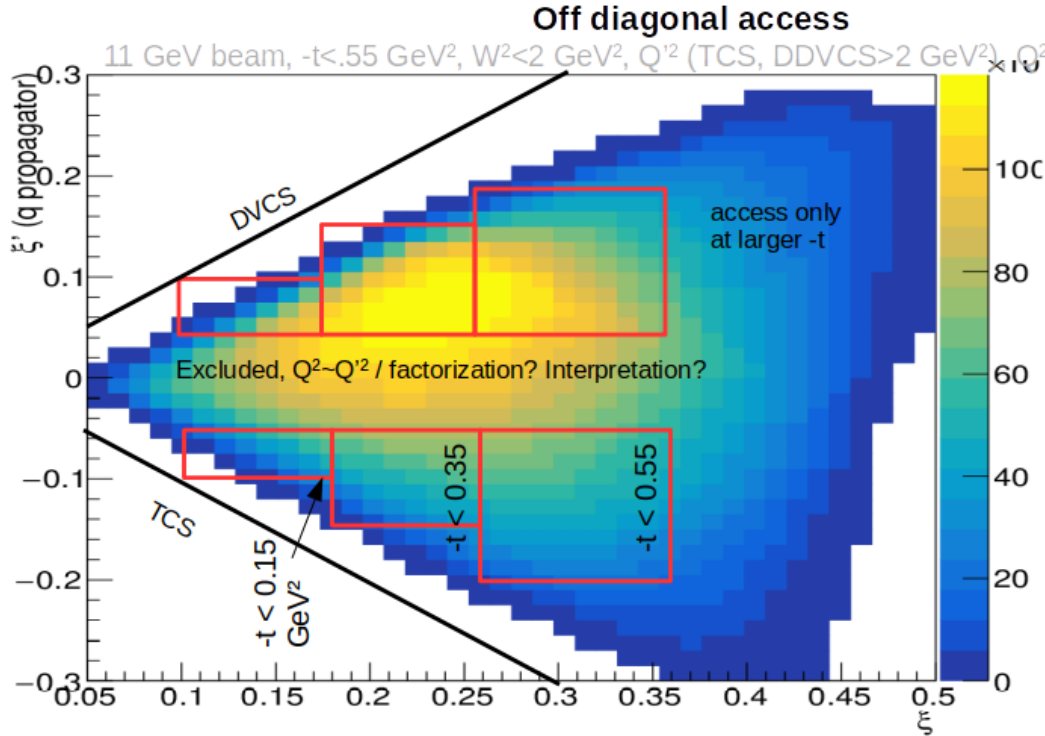 Off diagonal access
11 GeV beam, -t<.55 GeV², W²<2 GeV², Q'² (TCS, DDVCS>2 GeV²), Q²
0.3
0.2
0.1
0
−0.1
−0.2
−0.3
ξ' (q propagator)
DVCS
access only
at larger -t
Excluded, Q²~Q'² / factorization? Interpretation?
TCS
-t < 0.15
GeV²
-t < 0.35
-t < 0.55
0.05
0.1
0.15
0.2
0.25
0.3
0.35
0.4
0.45
0.5
ξ
80
60
40
20
0